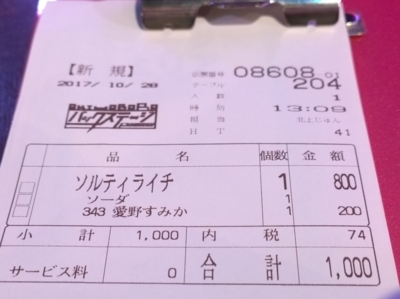 【新規】
伝票番号 08608 01
2017/10/28
テーブル 204
人数 1
時刻 13:09
バックステージ
担当
HT 41
品名 個数 金額
ソルティライチ 1 800
ソーダ 1
343 愛野すみか 1 200
小計 1,000 内税 74
サービス料 0 合計 1,000